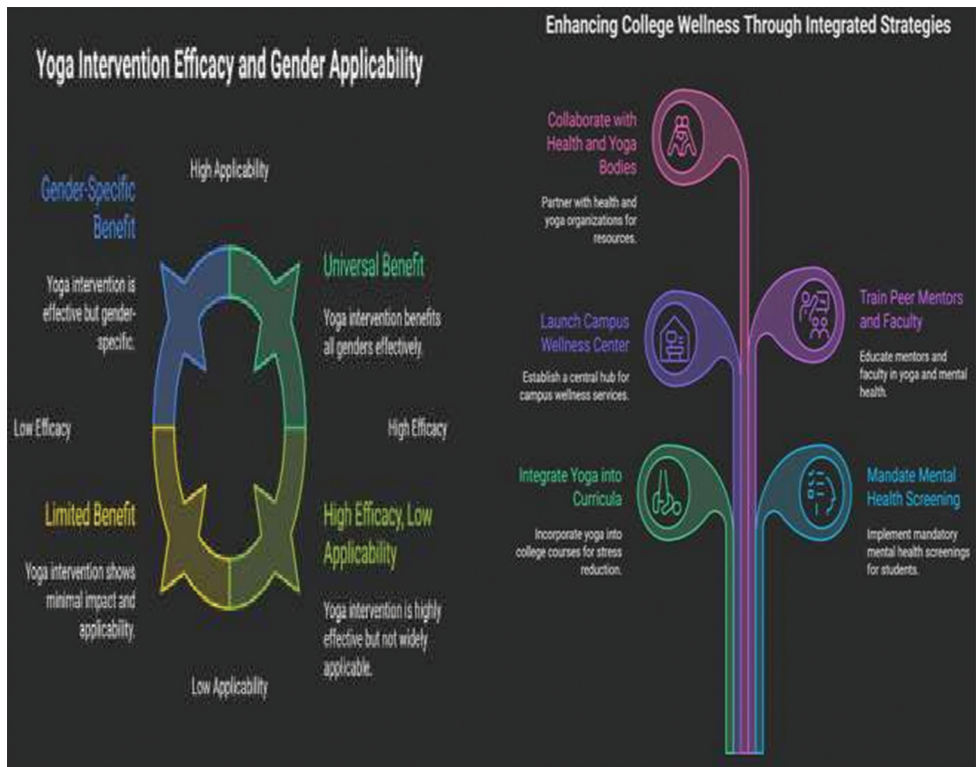 Yoga Intervention Efficacy and Gender Applicability
High Applicability
Gender-Specific
Benefit
Yoga intervention is
effective but gender-
specific.
Universal Benefit
Yoga intervention benefits
all genders effectively.
Low Efficacy
High Efficacy
Limited Benefit
Yoga intervention shows
minimal impact and
applicability.
High Efficacy, Low
Applicability
Yoga intervention is highly
effective but not widely
applicable.
Low Applicability
Enhancing College Wellness Through Integrated Strategies
Collaborate with
Health and Yoga
Bodies
Partner with health and
yoga organizations for
resources.
Launch Campus
Wellness Center
Establish a central hub for
campus wellness services.
Train Peer Mentors
and Faculty
Educate mentors and
faculty in yoga and mental
health.
Integrate Yoga into
Curricula
Incorporate yoga into
college courses for stress
reduction.
Mandate Mental
Health Screening
Implement mandatory
mental health screenings
for students.